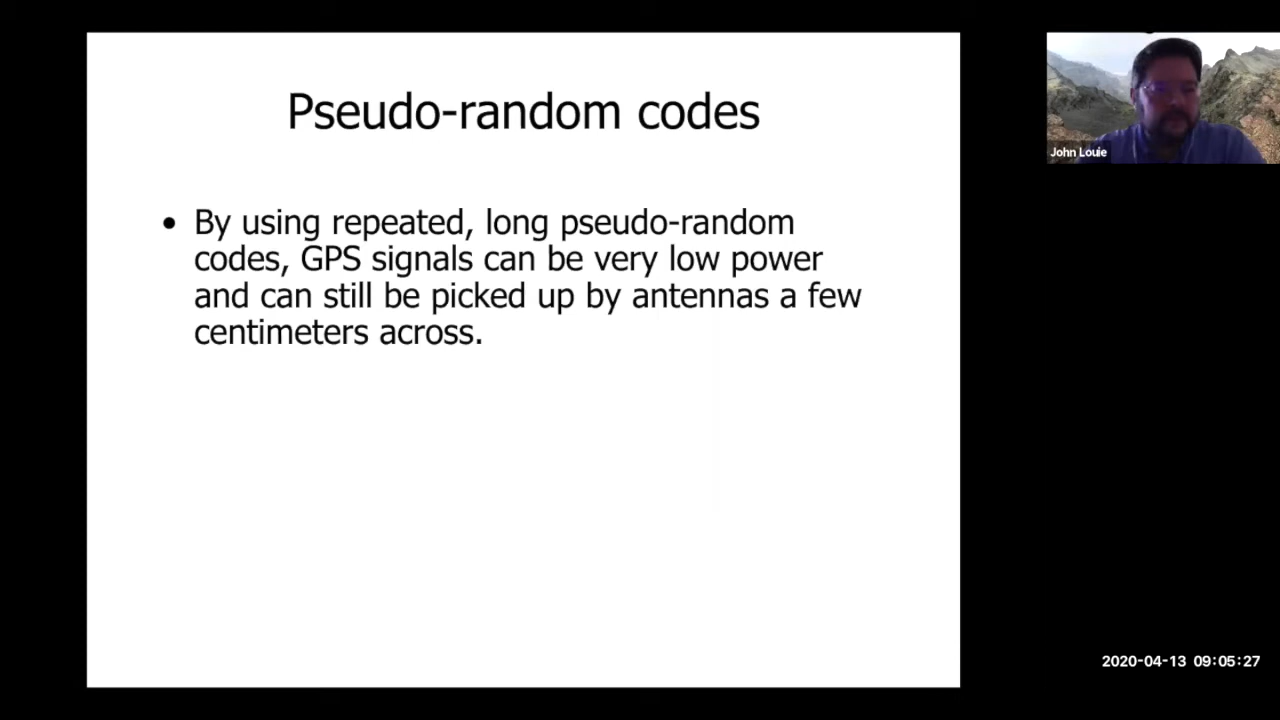 Pseudo-random codes
• By using repeated, long pseudo-random
codes, GPS signals can be very low power
and can still be picked up by antennas a few
centimeters across.
John Louie
2020-04-13 09:05:27